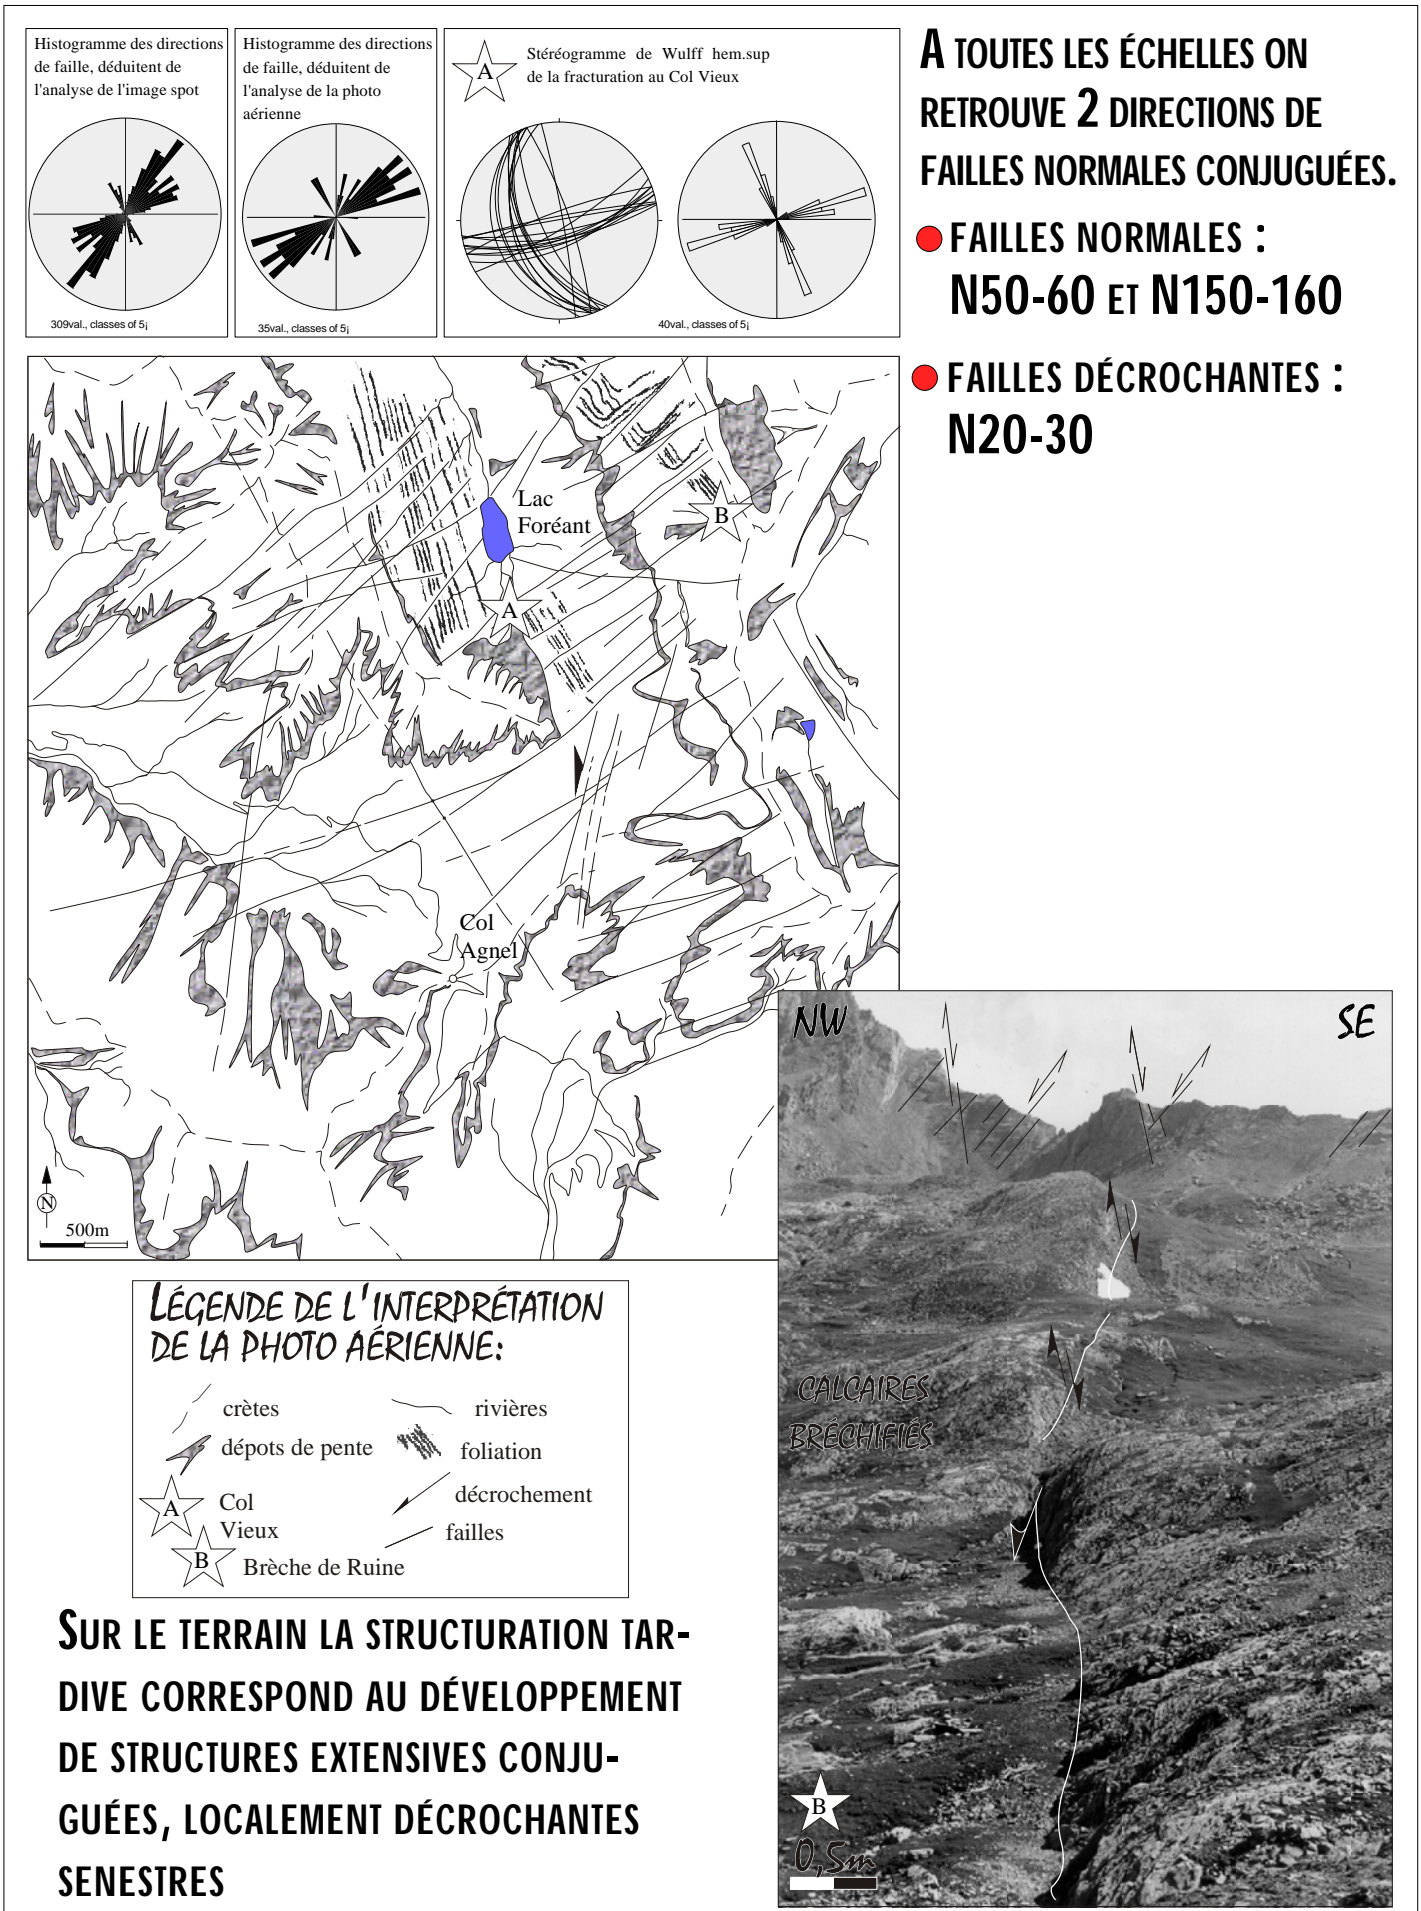 Histogramme des directions
de faille, déduitent de
l'analyse de l'image spot
309val., classes of 5¡
Histogramme des directions
de faille, déduitent de
l'analyse de la photo
aérienne
35val., classes of 5¡
A
Stéréogramme de Wulff hem.sup
de la fracturation au Col Vieux
40val., classes of 5¡
A TOUTES LES ÉCHELLES ON
RETROUVE 2 DIRECTIONS DE
FAILLES NORMALES CONJUGUÉES.
FAILLES NORMALES :
N50-60 ET N150-160
FAILLES DÉCROCHANTES :
N20-30
Lac
Foréant
B
A
Col
Agnel
N
500m
NW
SE
CALCAIRES
BRÉCHIFIÉS
B
0,5m
LÉGENDE DE L'INTERPRÉTATION
DE LA PHOTO AÉRIENNE:
crètes
rivières
dépots de pente
foliation
A
Col
Vieux
décrochement
failles
B
Brèche de Ruine
SUR LE TERRAIN LA STRUCTURATION TAR-
DIVE CORRESPOND AU DÉVELOPPEMENT
DE STRUCTURES EXTENSIVES CONJU-
GUÉES, LOCALEMENT DÉCROCHANTES
SENESTRES